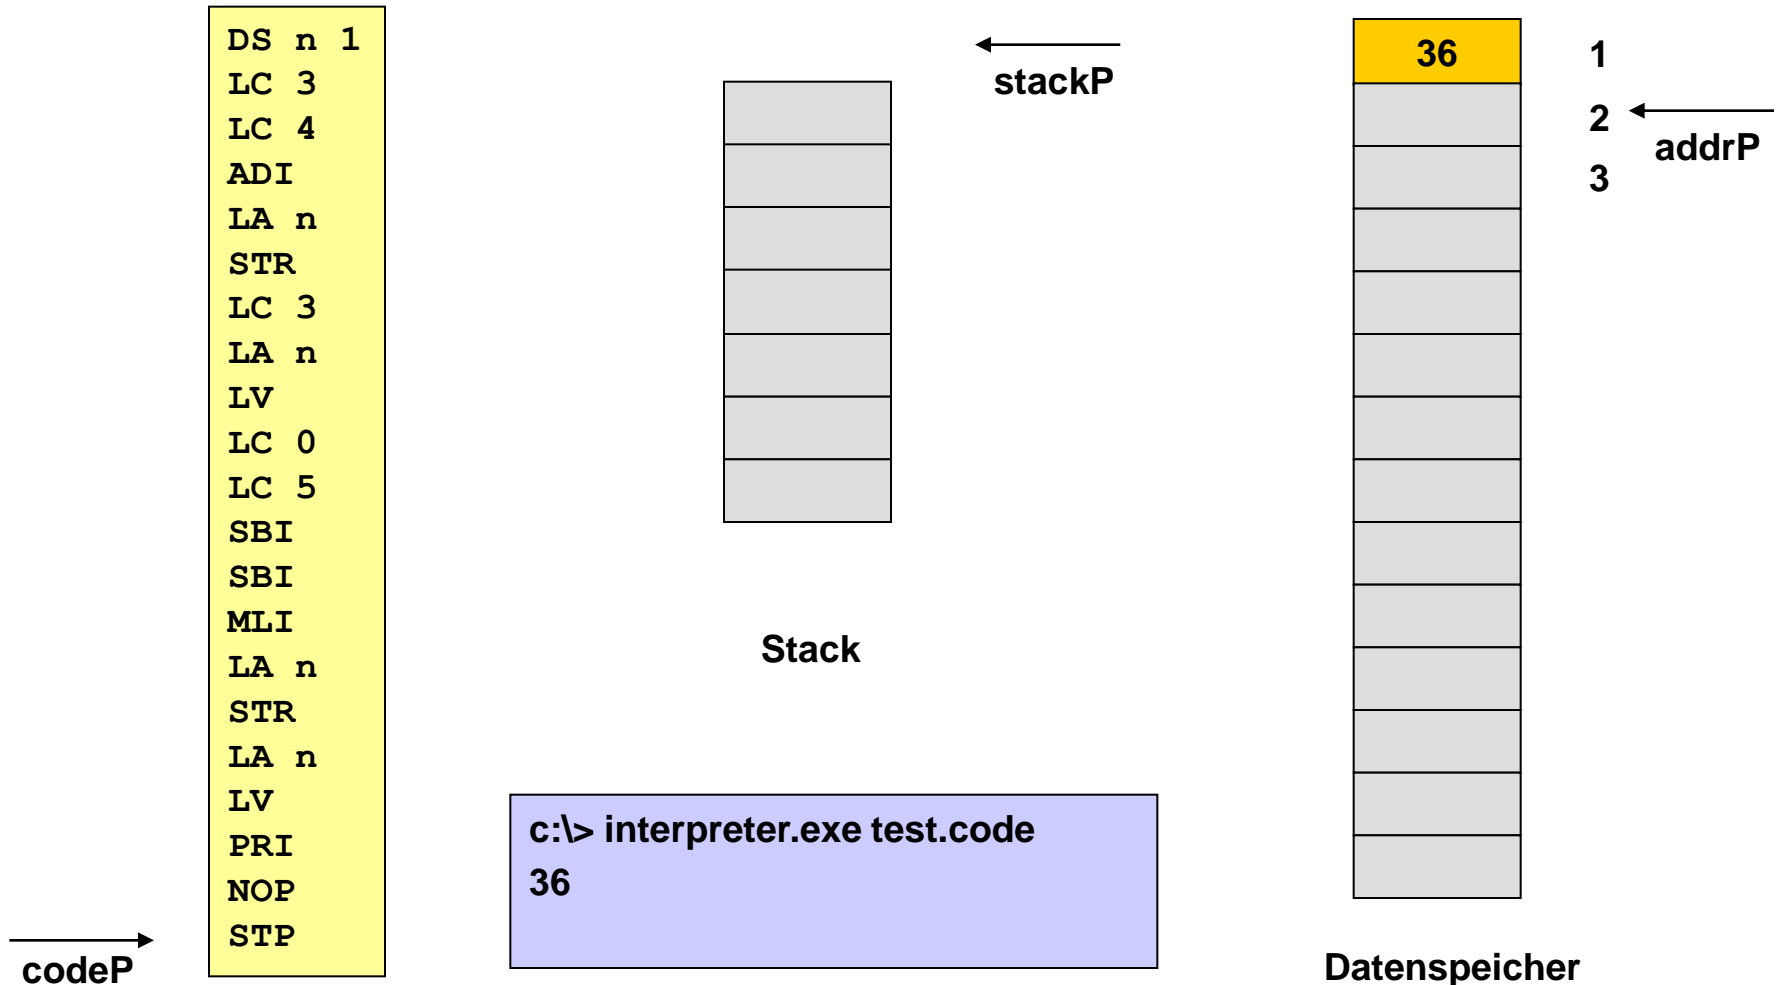 DS n 1
LC 3
LC 4
ADI
LA n
STR
LC 3
LA n
LV
LC 0
LC 5
SBI
SBI
MLI
LA n
STR
LA n
LV
PRI
NOP
STP
codeP
stackP
Stack
c:\> interpreter.exe test.code
36
36
1
2
3
addrP
Datenspeicher